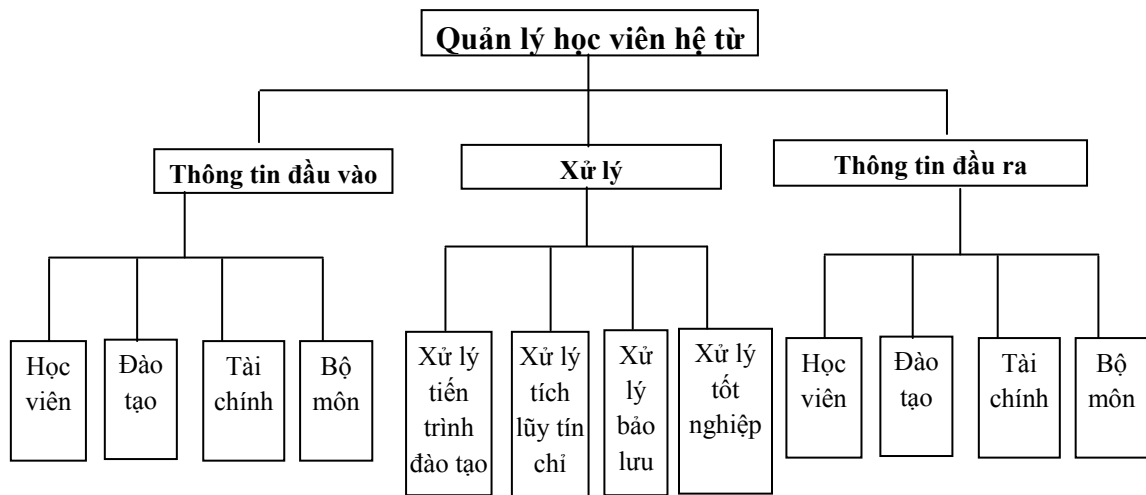 Quản lý học viên hệ từ
Thông tin đầu vào
Xử lý
Thông tin đầu ra
Học
viên
Đào
tạo
Tài
chính
Bộ
môn
Xử lý
tiến
trình
đào tạo
Xử lý
tích
lũy tín
chỉ
Xử
lý
bảo
lưu
Xử lý
tốt
nghiệp
Học
viên
Đào
tạo
Tài
chính
Bộ
môn